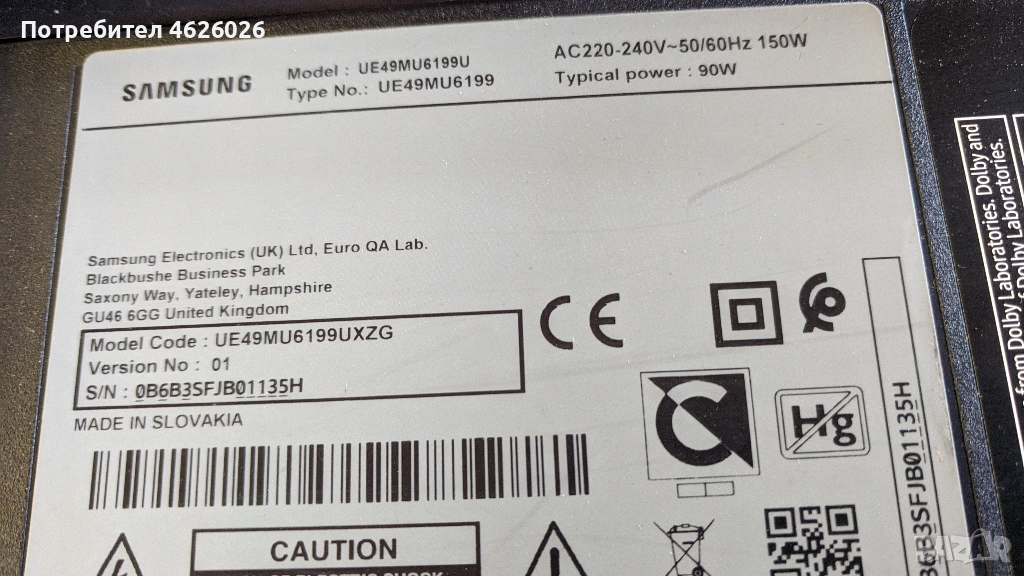 Потребител 4626026
SAMSUNG
Model : UE49MU6199U
Type No.: UE49MU6199
AC220-240V~50/60Hz 150W
Typical power : 90W
Samsung Electronics (UK) Ltd, Euro QA Lab.
Blackbushe Business Park
Saxony Way, Yateley, Hampshire
GU46 6GG United Kingdom
Model Code : UE49MU6199UXZG
Version No : 01
S/N : 0B6B3SFJB01135H
MADE IN SLOVAKIA
CE
Hg
CAUTION
B6B3SFJB01135H
from Dolby Laboratories. Dolby and
of Dolby Laboratories.